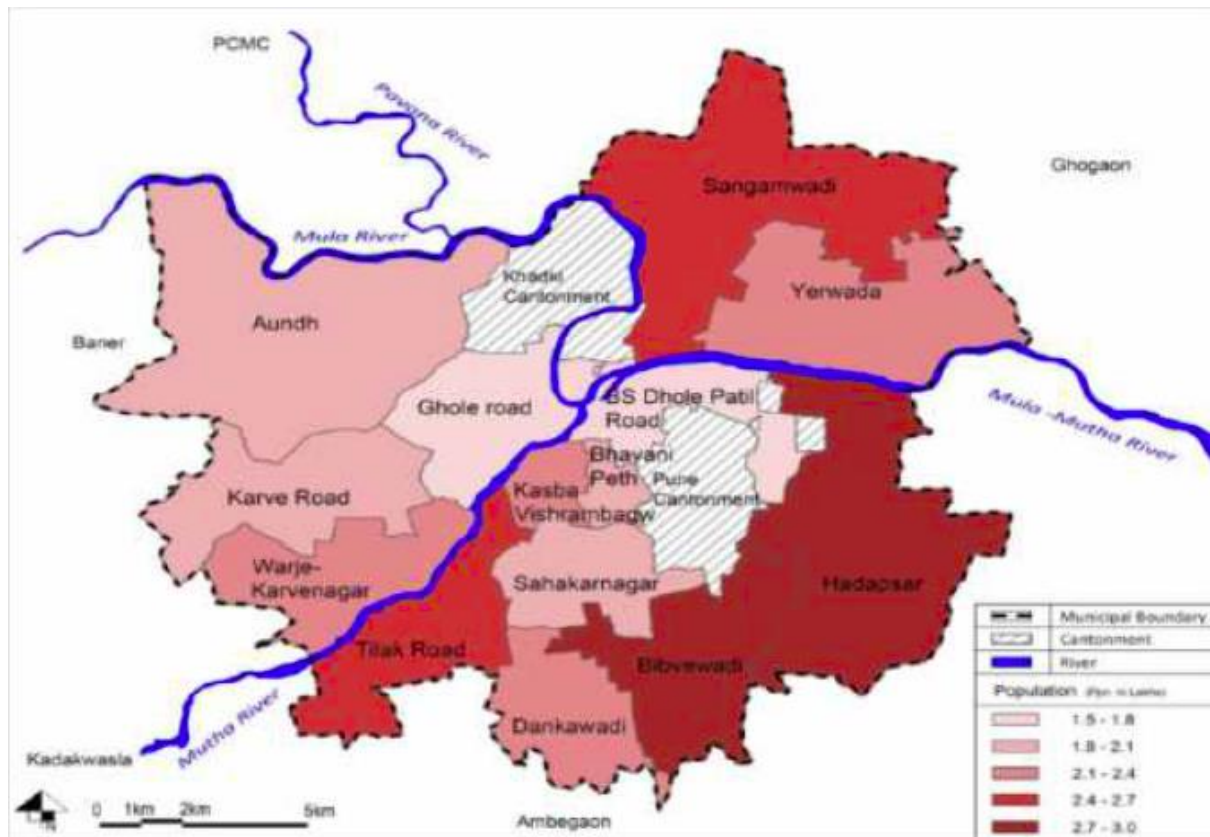 PCMC
Pavana River
Ghogaon
Sangamwadi
Mula River
Khadki
Cantonment
Yerwada
Aundh
Baner
Ghole road
BS Dhole Patil
Road
Mula -Mutha River
Bhavani
Peth
Pune
Cantonment
Karve Road
Kasba-
Vishrambagw
Warje-
Karvenagar
Sahakarnagar
Hadapsar
Tilak Road
Bibvewadi
Dankawadi
Mutha River
Kadakwasla
Ambegaon
N
0 1km 2km 5km
Municipal Boundary
Cantonment
River
Population
1.5 - 1.8
1.8 - 2.1
2.1 - 2.4
2.4 - 2.7
2.7 - 3.0